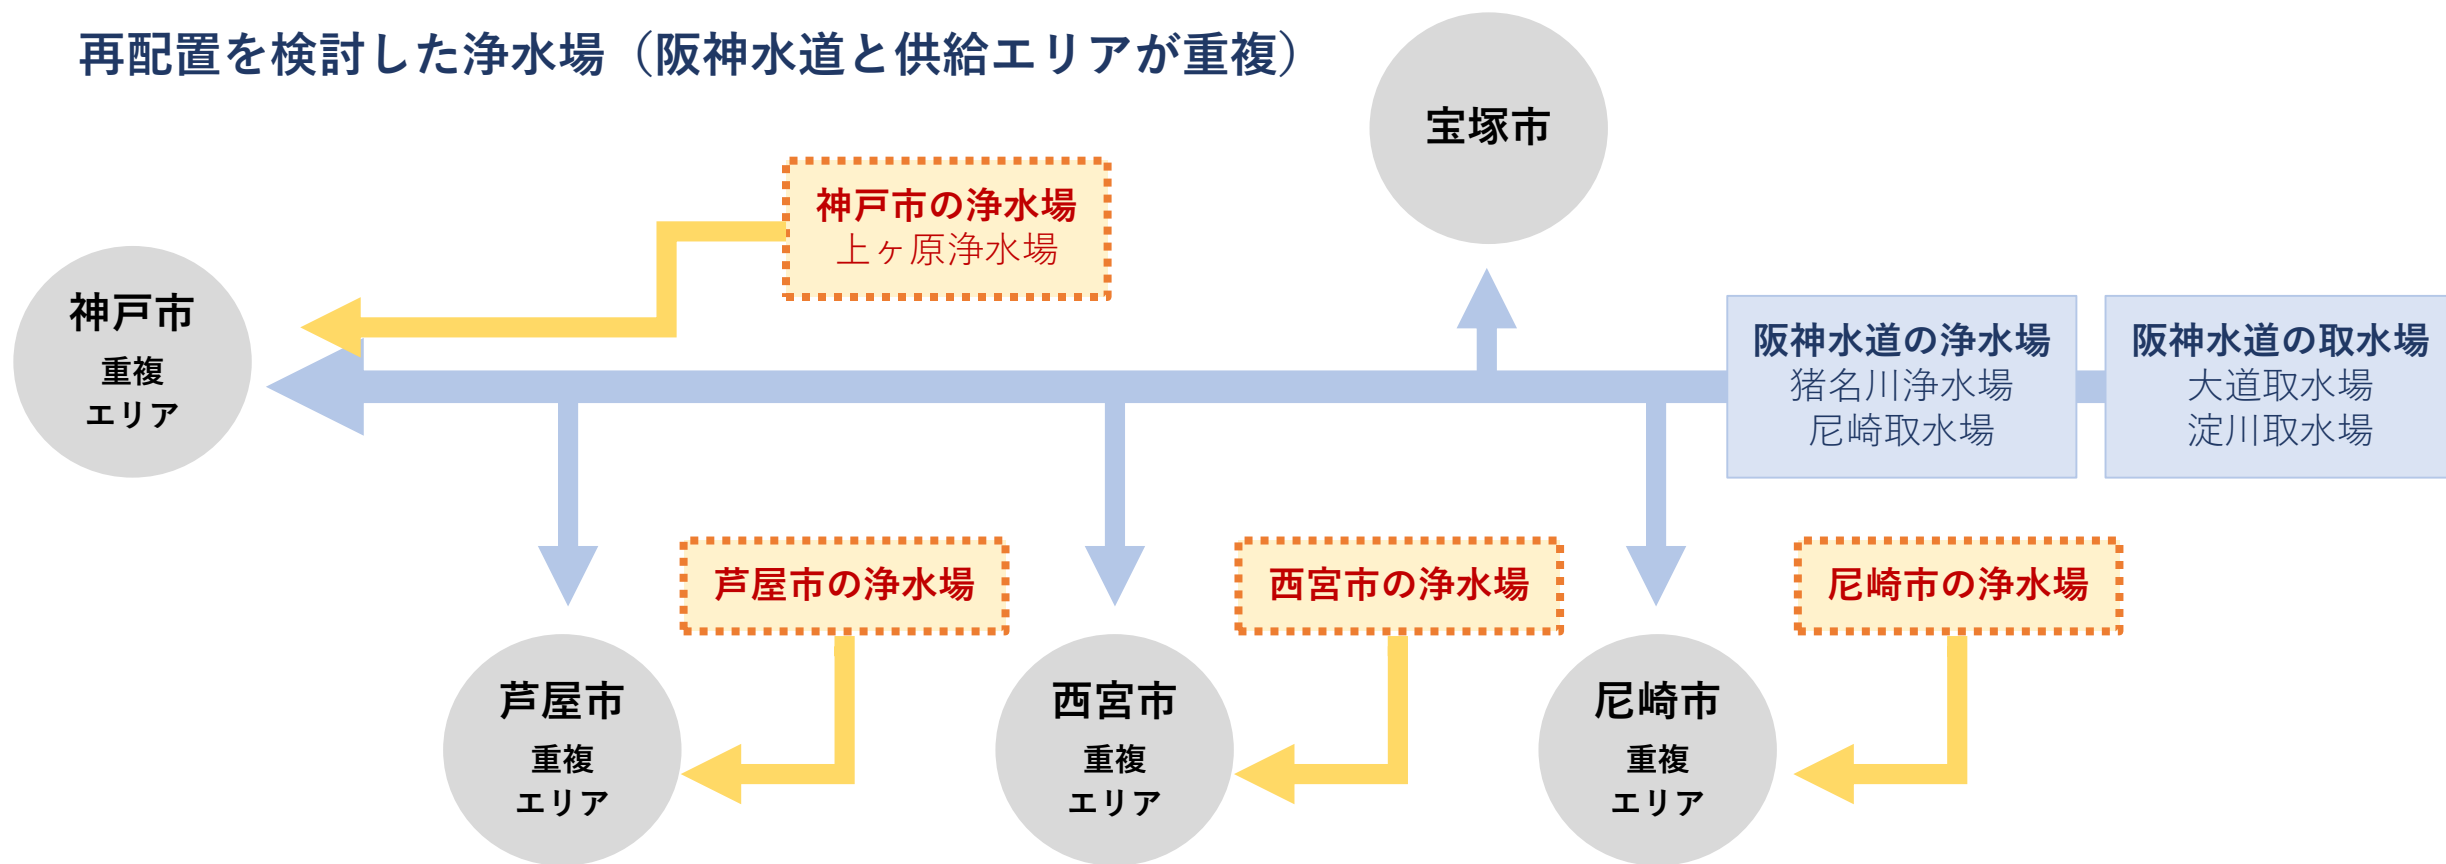 再配置を検討した浄水場（阪神水道と供給エリアが重複）
宝塚市
神戸市の浄水場
上ヶ原浄水場
神戸市
重複
エリア
阪神水道の浄水場
猪名川浄水場
尼崎取水場
阪神水道の取水場
大道取水場
淀川取水場
芦屋市の浄水場
西宮市の浄水場
尼崎市の浄水場
芦屋市
重複
エリア
西宮市
重複
エリア
尼崎市
重複
エリア